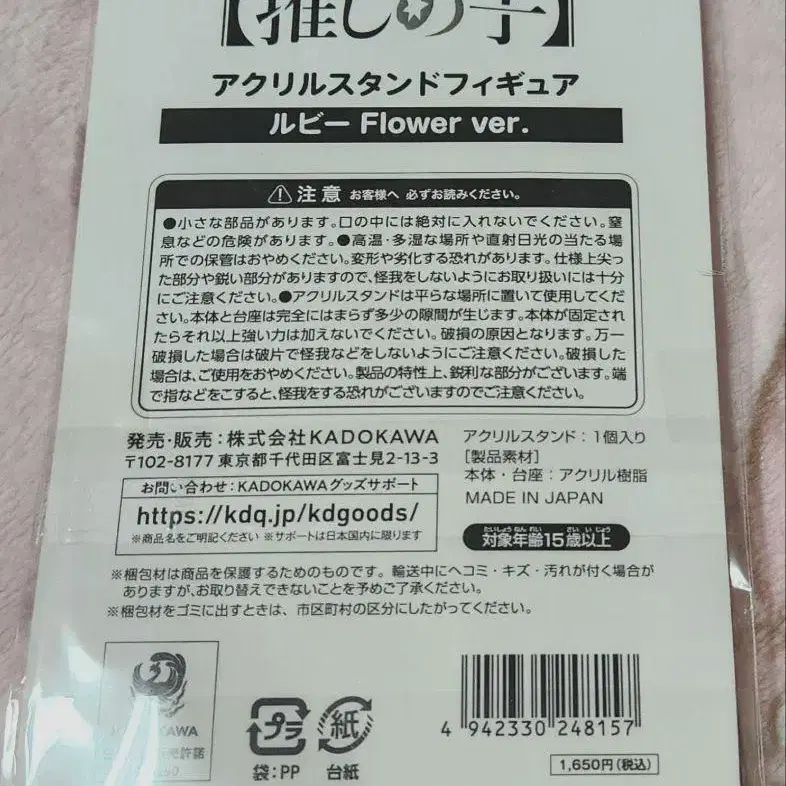 【推しの子】
アクリルスタンドフィギュア
ルビー Flower ver.
注意 お客様へ 必ずお読みください。
●小さな部品があります。口の中には絶対に入れないでください。窒
息などの危険があります。●高温・多湿な場所や直射日光の当たる場
所での保管はおやめください。変形や劣化する恐れがあります。仕様上尖っ
た部分や鋭い部分がありますので、怪我をしないようにお取り扱いには十分
にご注意ください。●アクリルスタンドは平らな場所に置いて使用してくだ
さい。本体と台座は完全にはまらず多少の隙間が生じます。本体が固定され
たらそれ以上強い力は加えないでください。破損の原因となります。万一
破損した場合は破片で怪我などをしないようにご注意ください。破損した
場合は、ご使用をおやめください。製品の特性上、鋭利な部分がございます。端
で指などをこすると、怪我をする恐れがございますのでご注意ください。
発売・販売：株式会社KADOKAWA
〒102-8177 東京都千代田区富士見2-13-3
お問い合わせ：KADOKAWAグッズサポート
https://kdq.jp/kdgoods/
※商品名をご明記ください ※サポートは日本国内に限ります
アクリルスタンド：1個入り
[製品素材]
本体・台座：アクリル樹脂
MADE IN JAPAN
たいしょうねんれい さい いじょう
対象年齢15歳以上
※梱包材は商品を保護するためのものです。輸送中にヘコミ・キズ・汚れが付く場合が
ありますが、お取り替えできないことを予めご了承ください。
※梱包材をゴミに出すときは、市区町村の区分にしたがってください。
プラ
袋：PP
紙
台紙
4 942330 248157
1,650円（税込）